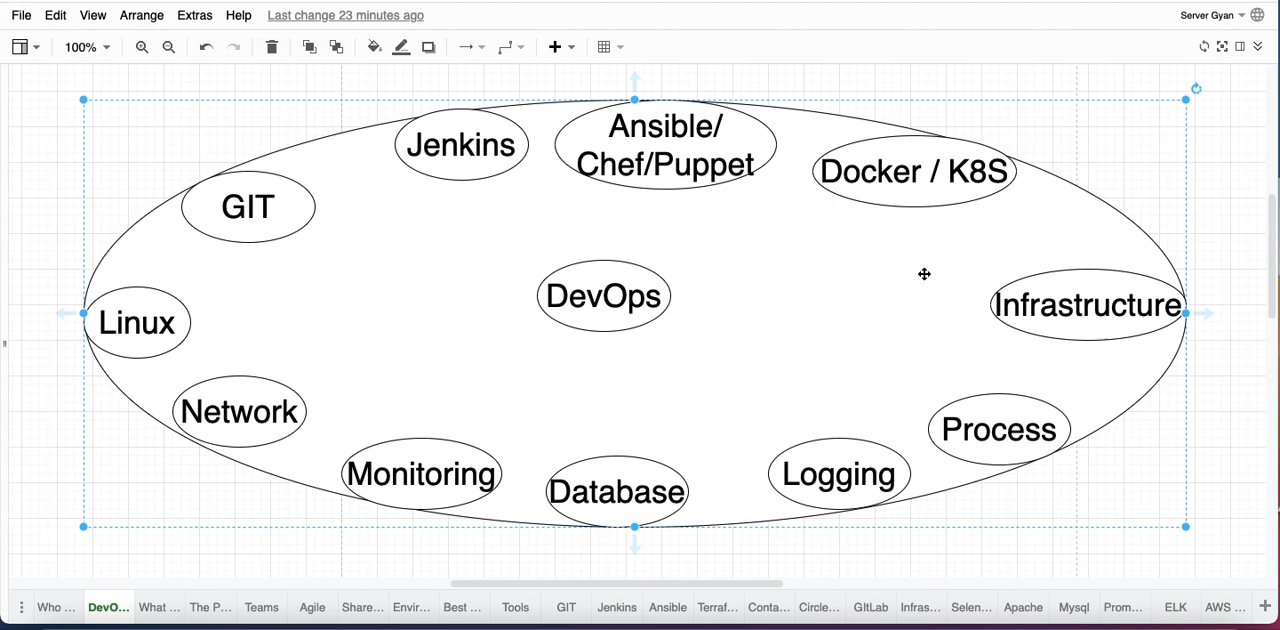 File Edit View Arrange Extras Help Last change 23 minutes ago Server Gyan
100%
Ansible/
Chef/Puppet
Jenkins
Docker / K8S
GIT
DevOps
Infrastructure
Linux
Network
Process
Monitoring
Logging
Database
Who ... DevO... What ... The P... Teams Agile Share... Envir... Best ... Tools GIT Jenkins Ansible Terraf... Conta... Circle... GItLab Infras... Selen... Apache Mysql Prom... ELK AWS ...